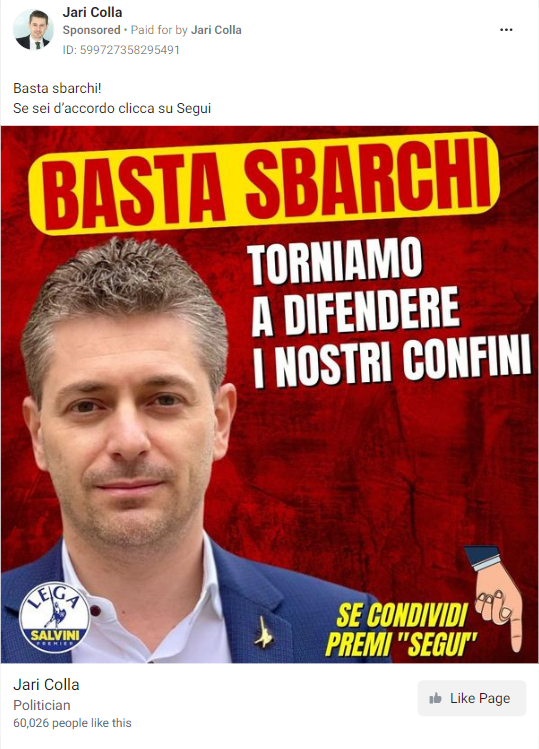 Jari Colla
Sponsored • Paid for by Jari Colla
ID: 599727358295491
Basta sbarchi!
Se sei d'accordo clicca su Segui
BASTA SBARCHI
TORNIAMO
A DIFENDERE
I NOSTRI CONFINI
LEGA
SALVINI
PREMIER
SE CONDIVIDI
PREMI "SEGUI"
Jari Colla
Politician
60,026 people like this
Like Page